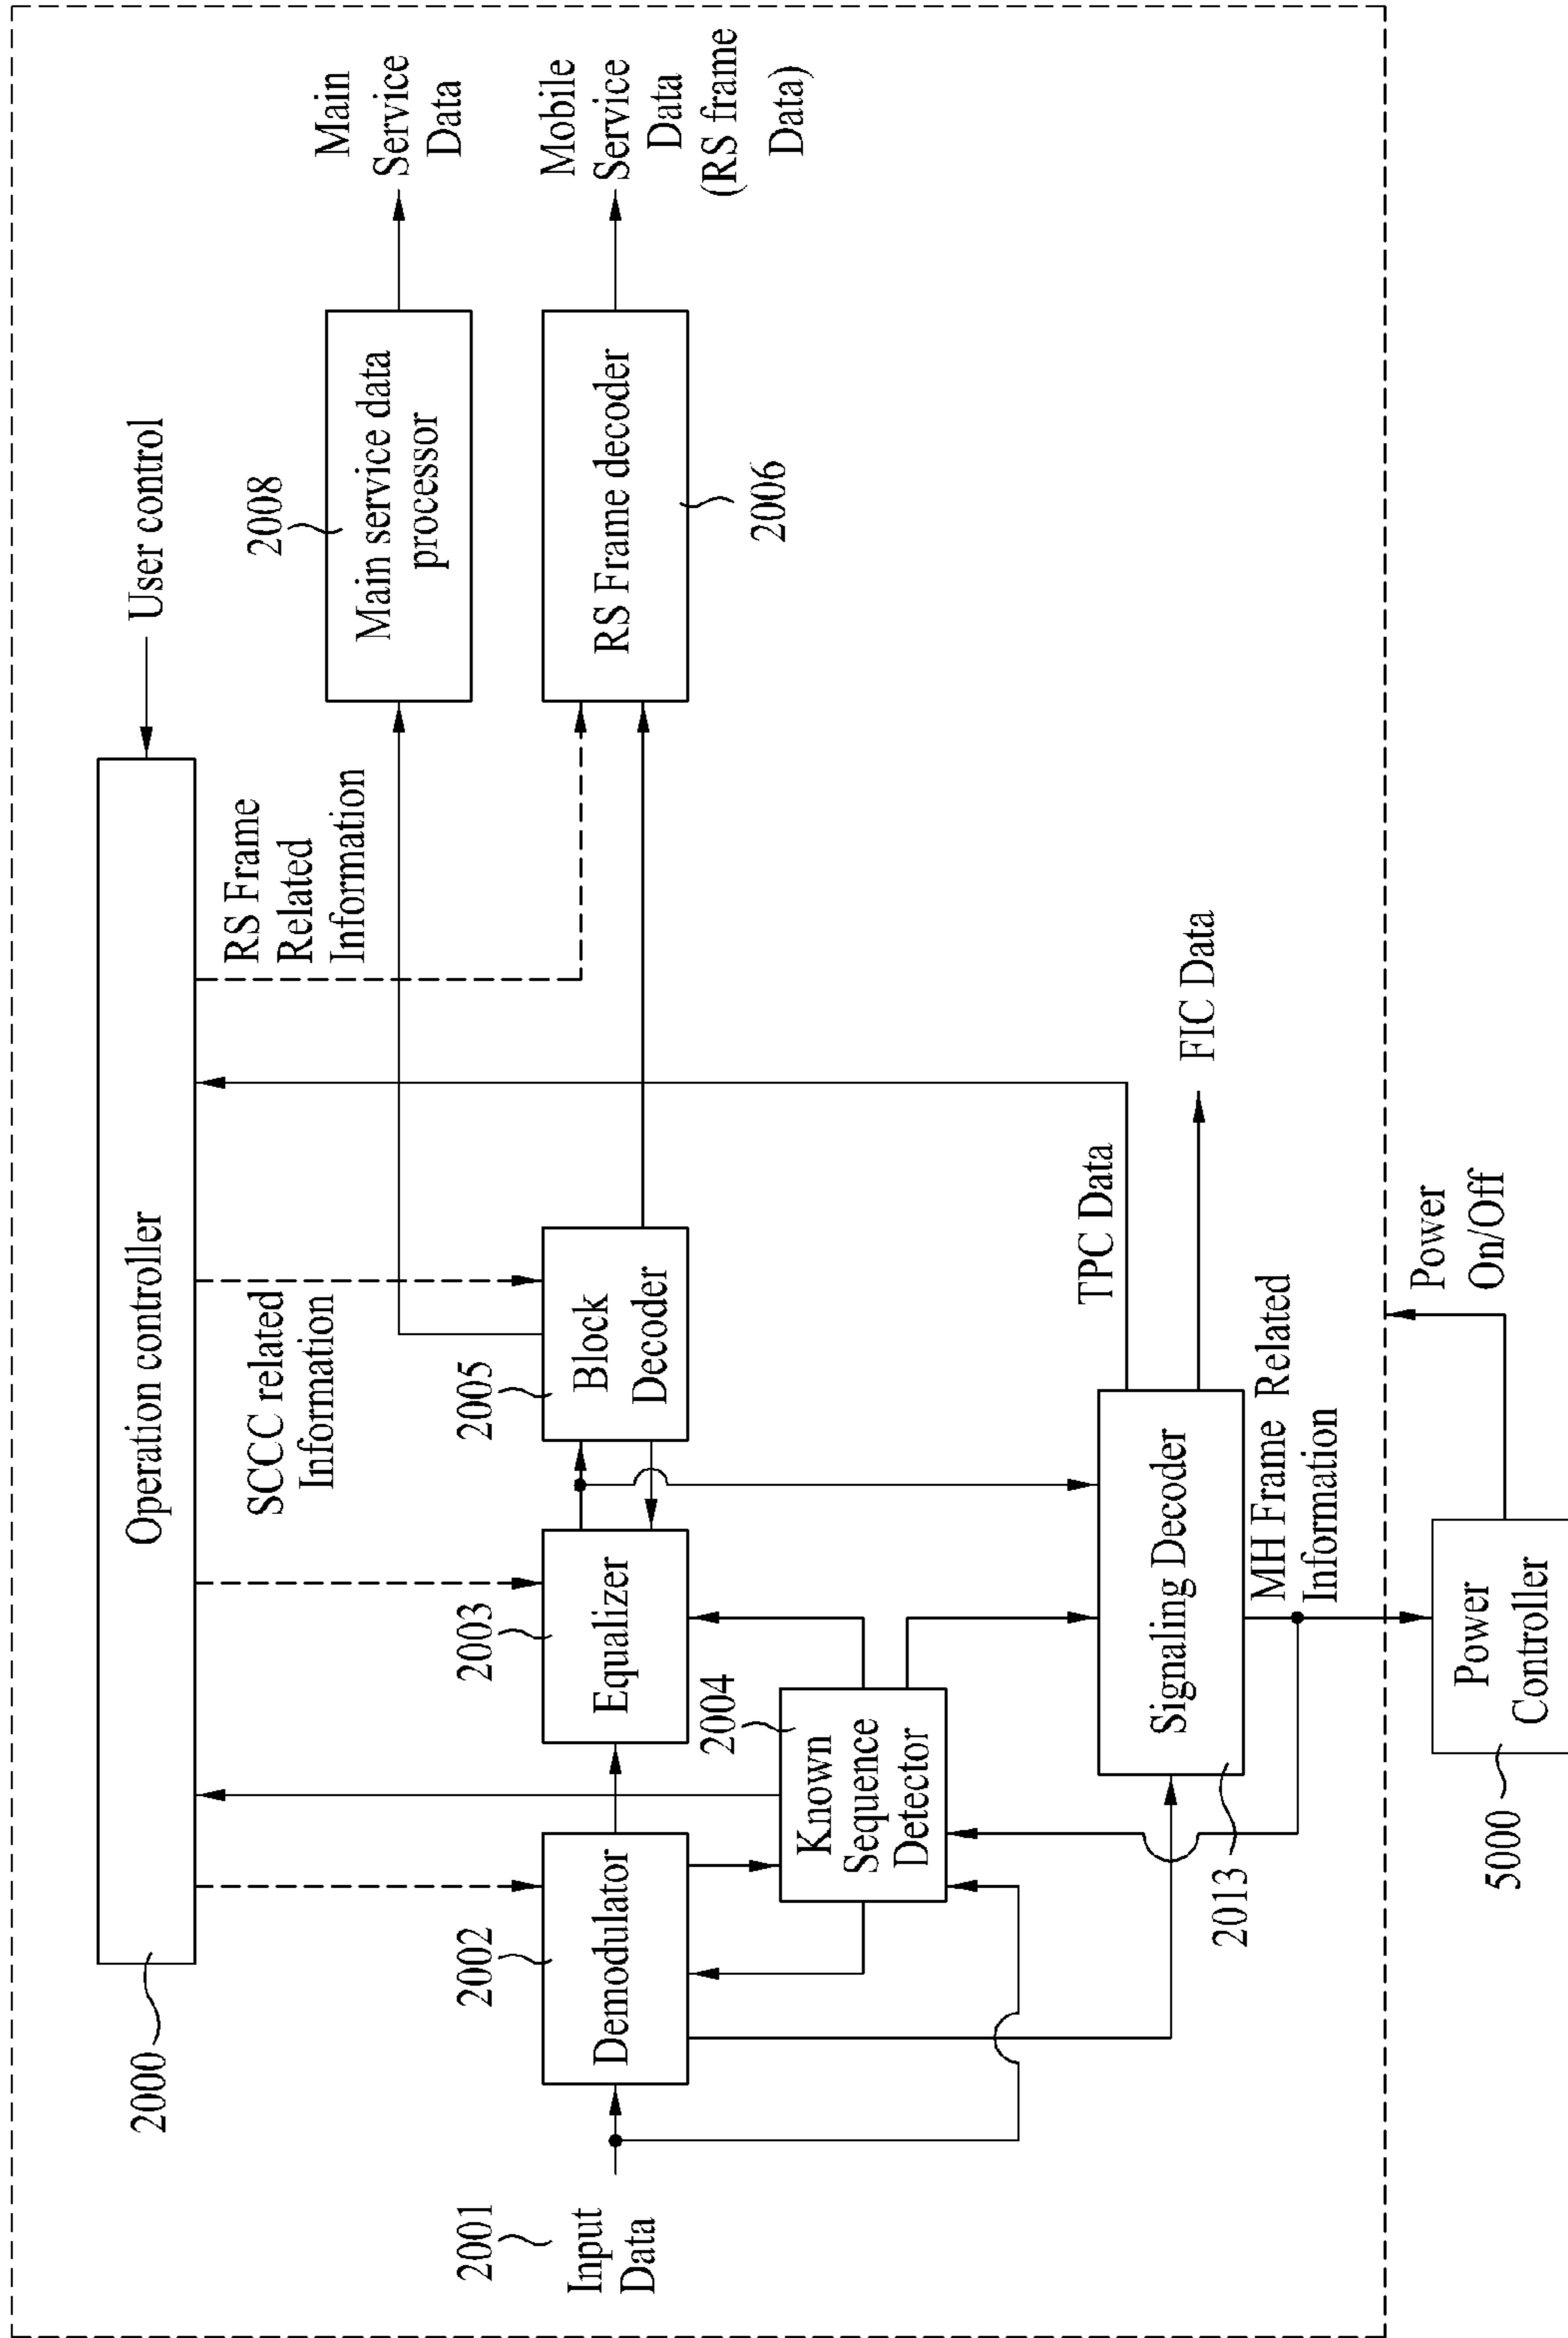 2000
Operation controller
User control
SCCC related
Information
RS Frame
Related
Information
2008
Main service data
processor
Main
Service
Data
2001
Input
Data
2002
Demodulator
2003
Equalizer
2005
Block
Decoder
RS Frame decoder
2006
Mobile
Service
Data
(RS frame
Data)
2004
Known
Sequence
Detector
TPC Data
2013
Signaling Decoder
FIC Data
MH Frame Related
Information
Power
On/Off
5000
Power
Controller